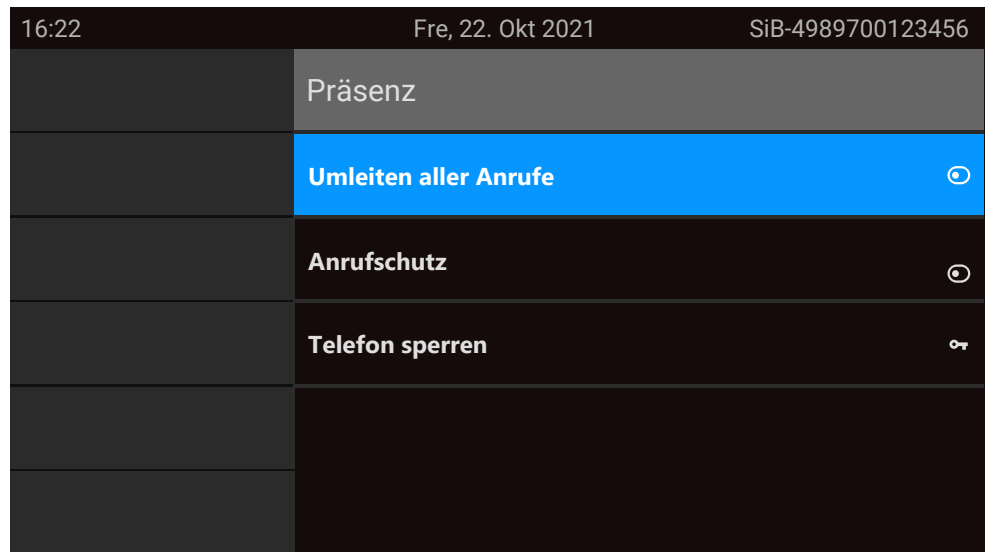 16:22 Fre, 22. Okt 2021 SiB-4989700123456
Präsenz
Umleiten aller Anrufe
Anrufschutz
Telefon sperren